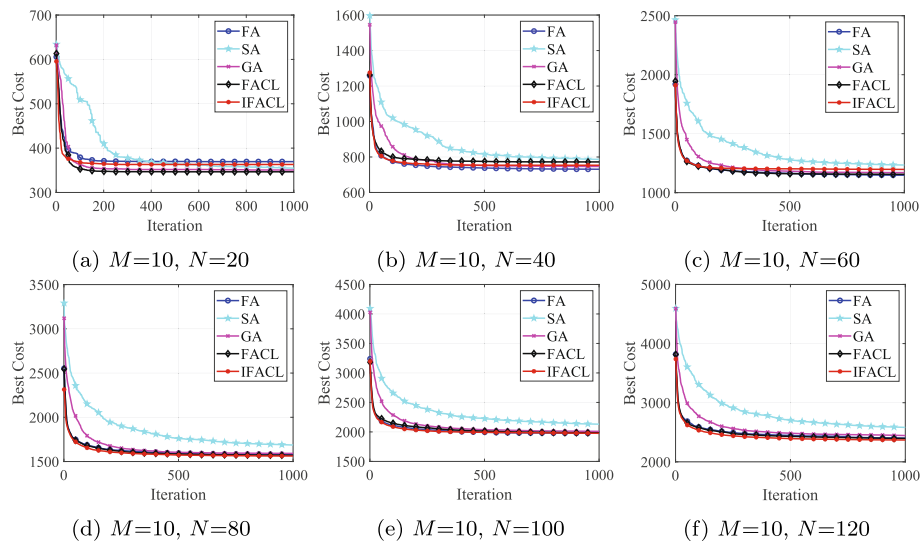 700
600
500
400
300
Best Cost
0 200 400 600 800 1000
Iteration
FA
SA
GA
FACL
IFACL
(a) M=10, N=20
1600
1400
1200
1000
800
600
Best Cost
0 500 1000
Iteration
FA
SA
GA
FACL
IFACL
(b) M=10, N=40
2500
2000
1500
1000
Best Cost
0 500 1000
Iteration
FA
SA
GA
FACL
IFACL
(c) M=10, N=60
3500
3000
2500
2000
1500
Best Cost
0 500 1000
Iteration
FA
SA
GA
FACL
IFACL
(d) M=10, N=80
4500
4000
3500
3000
2500
2000
1500
Best Cost
0 500 1000
Iteration
FA
SA
GA
FACL
IFACL
(e) M=10, N=100
5000
4000
3000
2000
Best Cost
0 500 1000
Iteration
FA
SA
GA
FACL
IFACL
(f) M=10, N=120